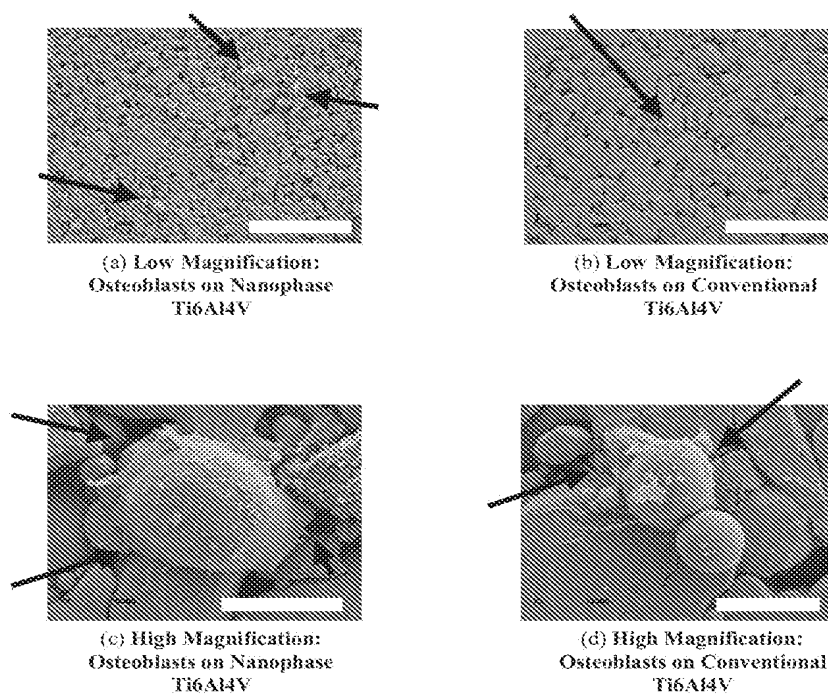 (a) Low Magnification:
Osteoblasts on Nanophase
Ti6Al4V
(b) Low Magnification:
Osteoblasts on Conventional
Ti6Al4V
(c) High Magnification:
Osteoblasts on Nanophase
Ti6Al4V
(d) High Magnification:
Osteoblasts on Conventional
Ti6Al4V